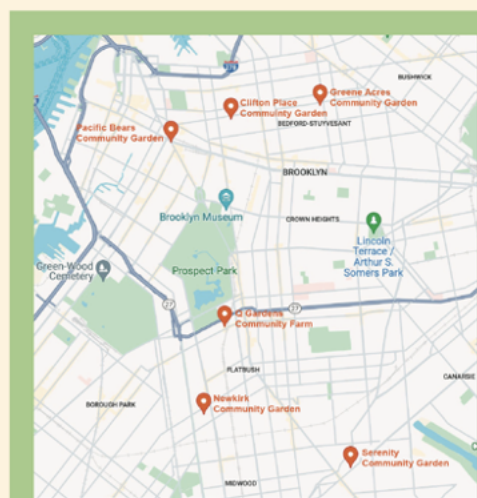 278
BUSHWICK
Greene Acres
Community Garden
Clifton Place
Community Garden
BEDFORD-STUYVESANT
Pacific Bears
Community Garden
BROOKLYN
Brooklyn Museum
CROWN HEIGHTS
Lincoln
Terrace /
Arthur S.
Somers Park
Green-Wood
Cemetery
Prospect Park
27
27
Q Gardens
Community Farm
FLATBUSH
CANARSIE
BOROUGH PARK
Newkirk
Community Garden
Serenity
Community Garden
MIDWOOD